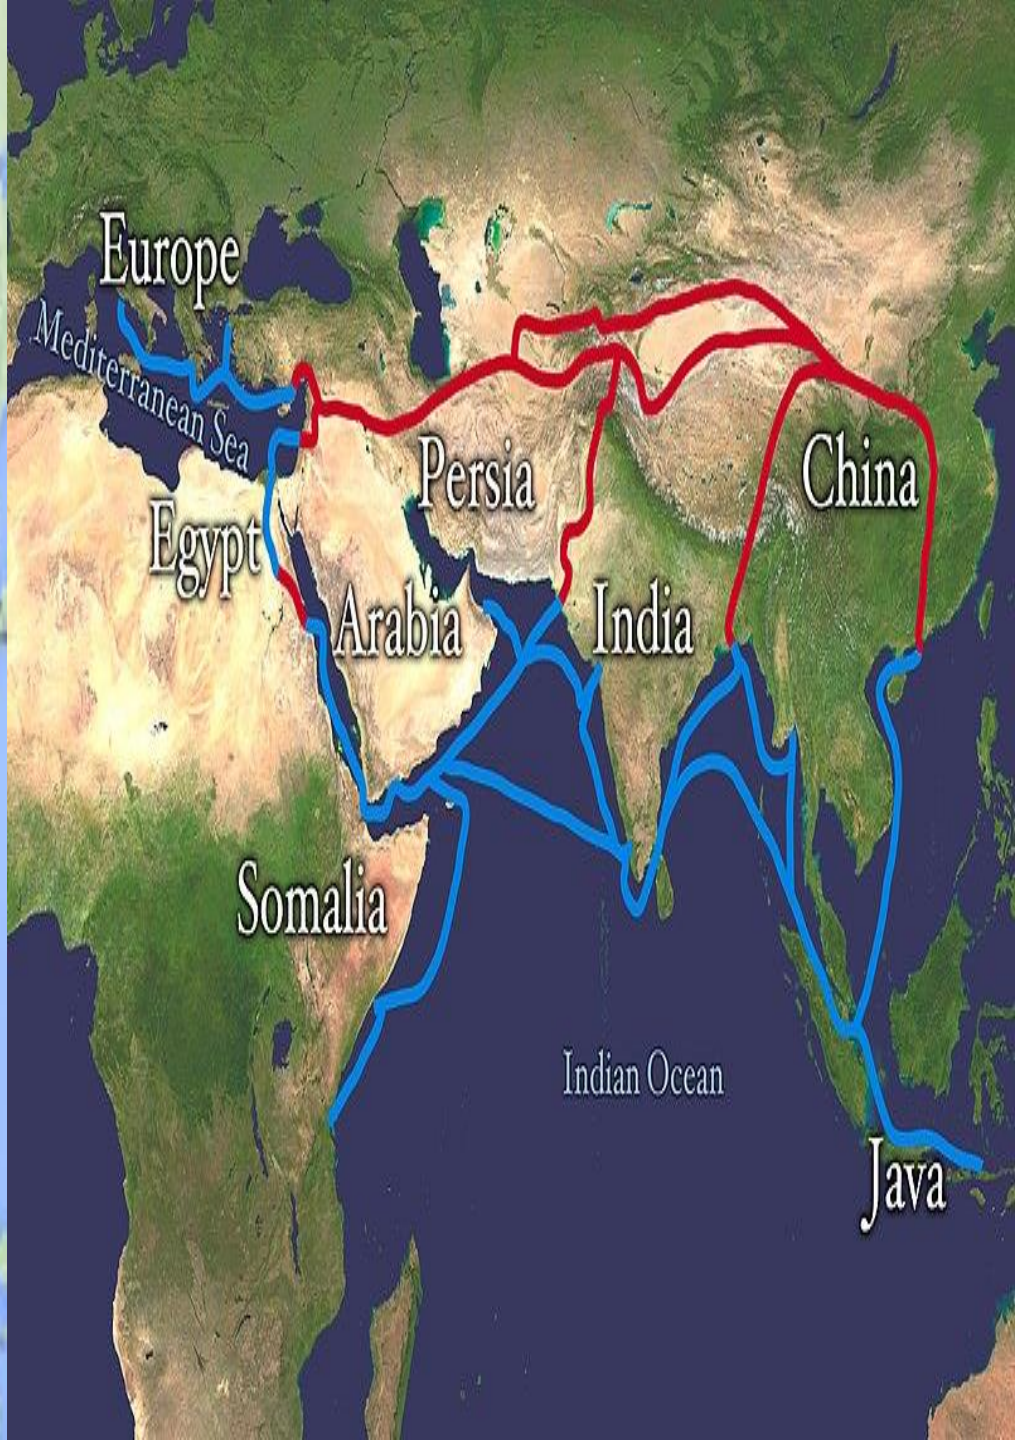 Europe
Mediterranean Sea
Persia
China
Egypt
Arabia
India
Somalia
Indian Ocean
Java